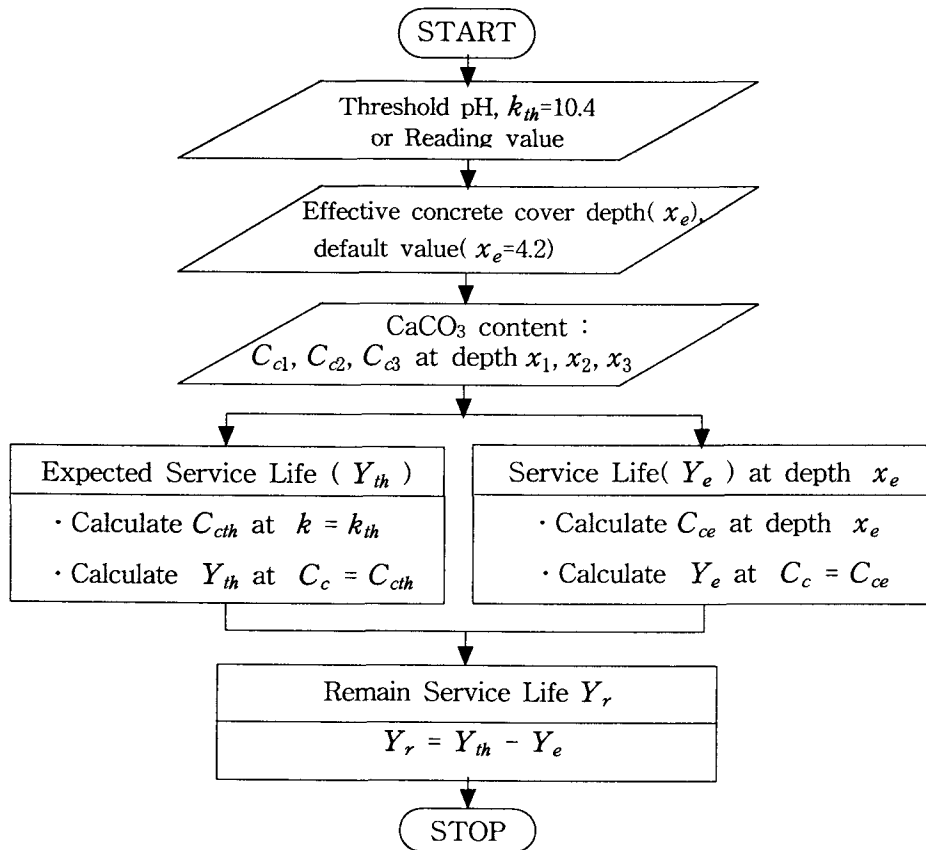 START
Threshold pH, k_th=10.4
or Reading value
Effective concrete cover depth( x_e),
default value( x_e=4.2)
CaCO₃ content :
C_c1, C_c2, C_c3 at depth x₁, x₂, x₃
Expected Service Life ( Y_th )
· Calculate C_cth at k = k_th
· Calculate Y_th at C_c = C_cth
Service Life( Y_e ) at depth x_e
· Calculate C_ce at depth x_e
· Calculate Y_e at C_c = C_ce
Remain Service Life Y_r
Y_r = Y_th - Y_e
STOP